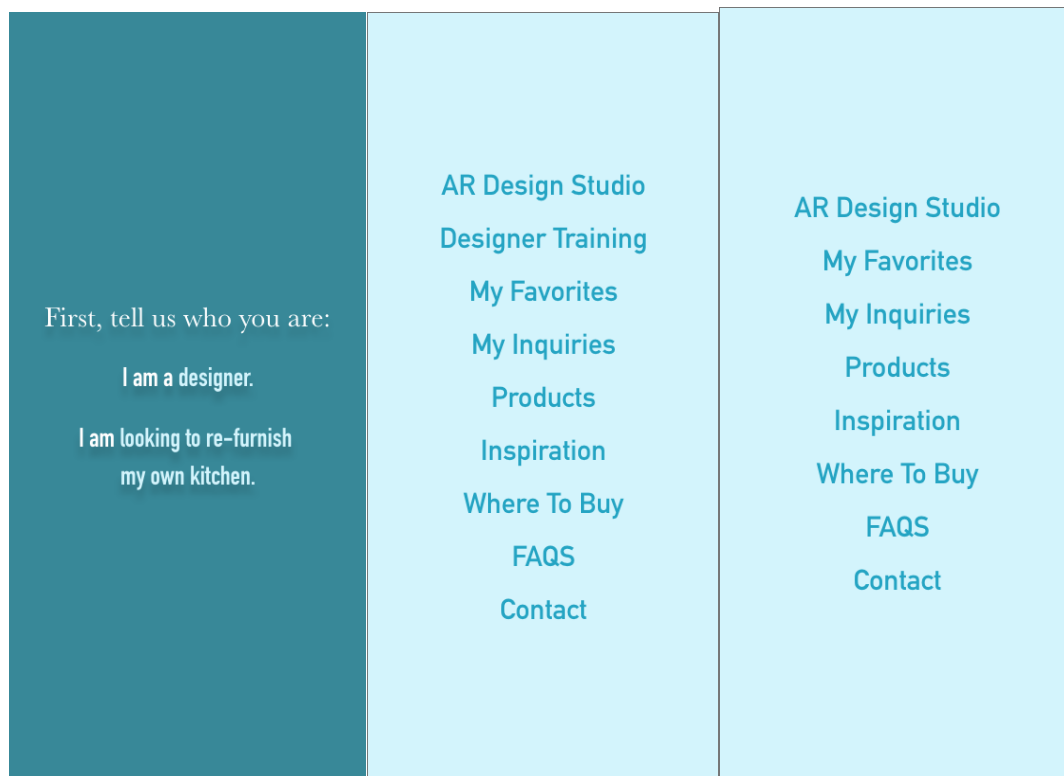 First, tell us who you are:
I am a designer.
I am looking to re-furnish
my own kitchen.
AR Design Studio
Designer Training
My Favorites
My Inquiries
Products
Inspiration
Where To Buy
FAQS
Contact
AR Design Studio
My Favorites
My Inquiries
Products
Inspiration
Where To Buy
FAQS
Contact